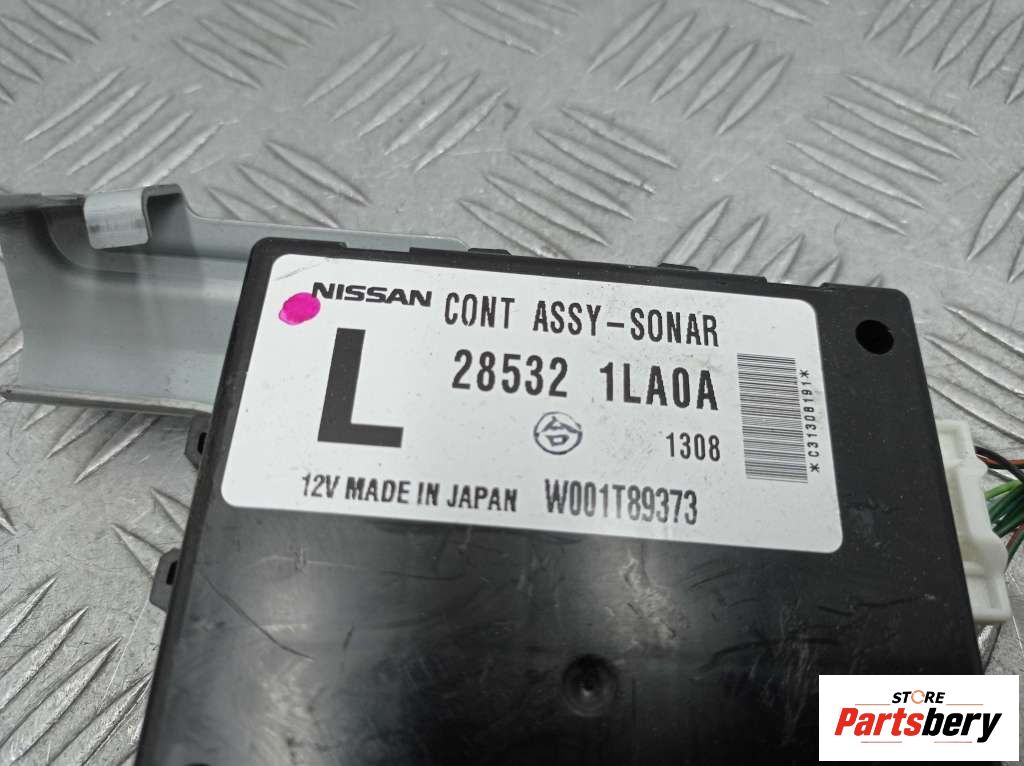 NISSAN CONT ASSY-SONAR
L
28532 1LA0A
台
1308
*C31308191*
12V MADE IN JAPAN W001T89373
STORE
Partsbery